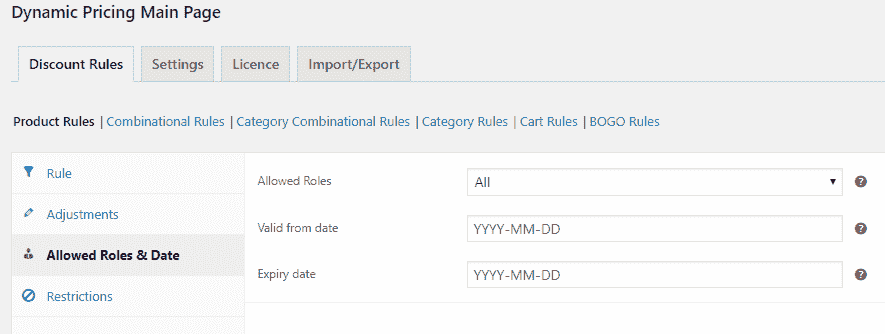 Dynamic Pricing Main Page
Discount Rules Settings Licence Import/Export
Product Rules | Combinational Rules | Category Combinational Rules | Category Rules | Cart Rules | BOGO Rules
Rule
Adjustments
Allowed Roles & Date
Restrictions
Allowed Roles All ?
Valid from date YYYY-MM-DD ?
Expiry date YYYY-MM-DD ?